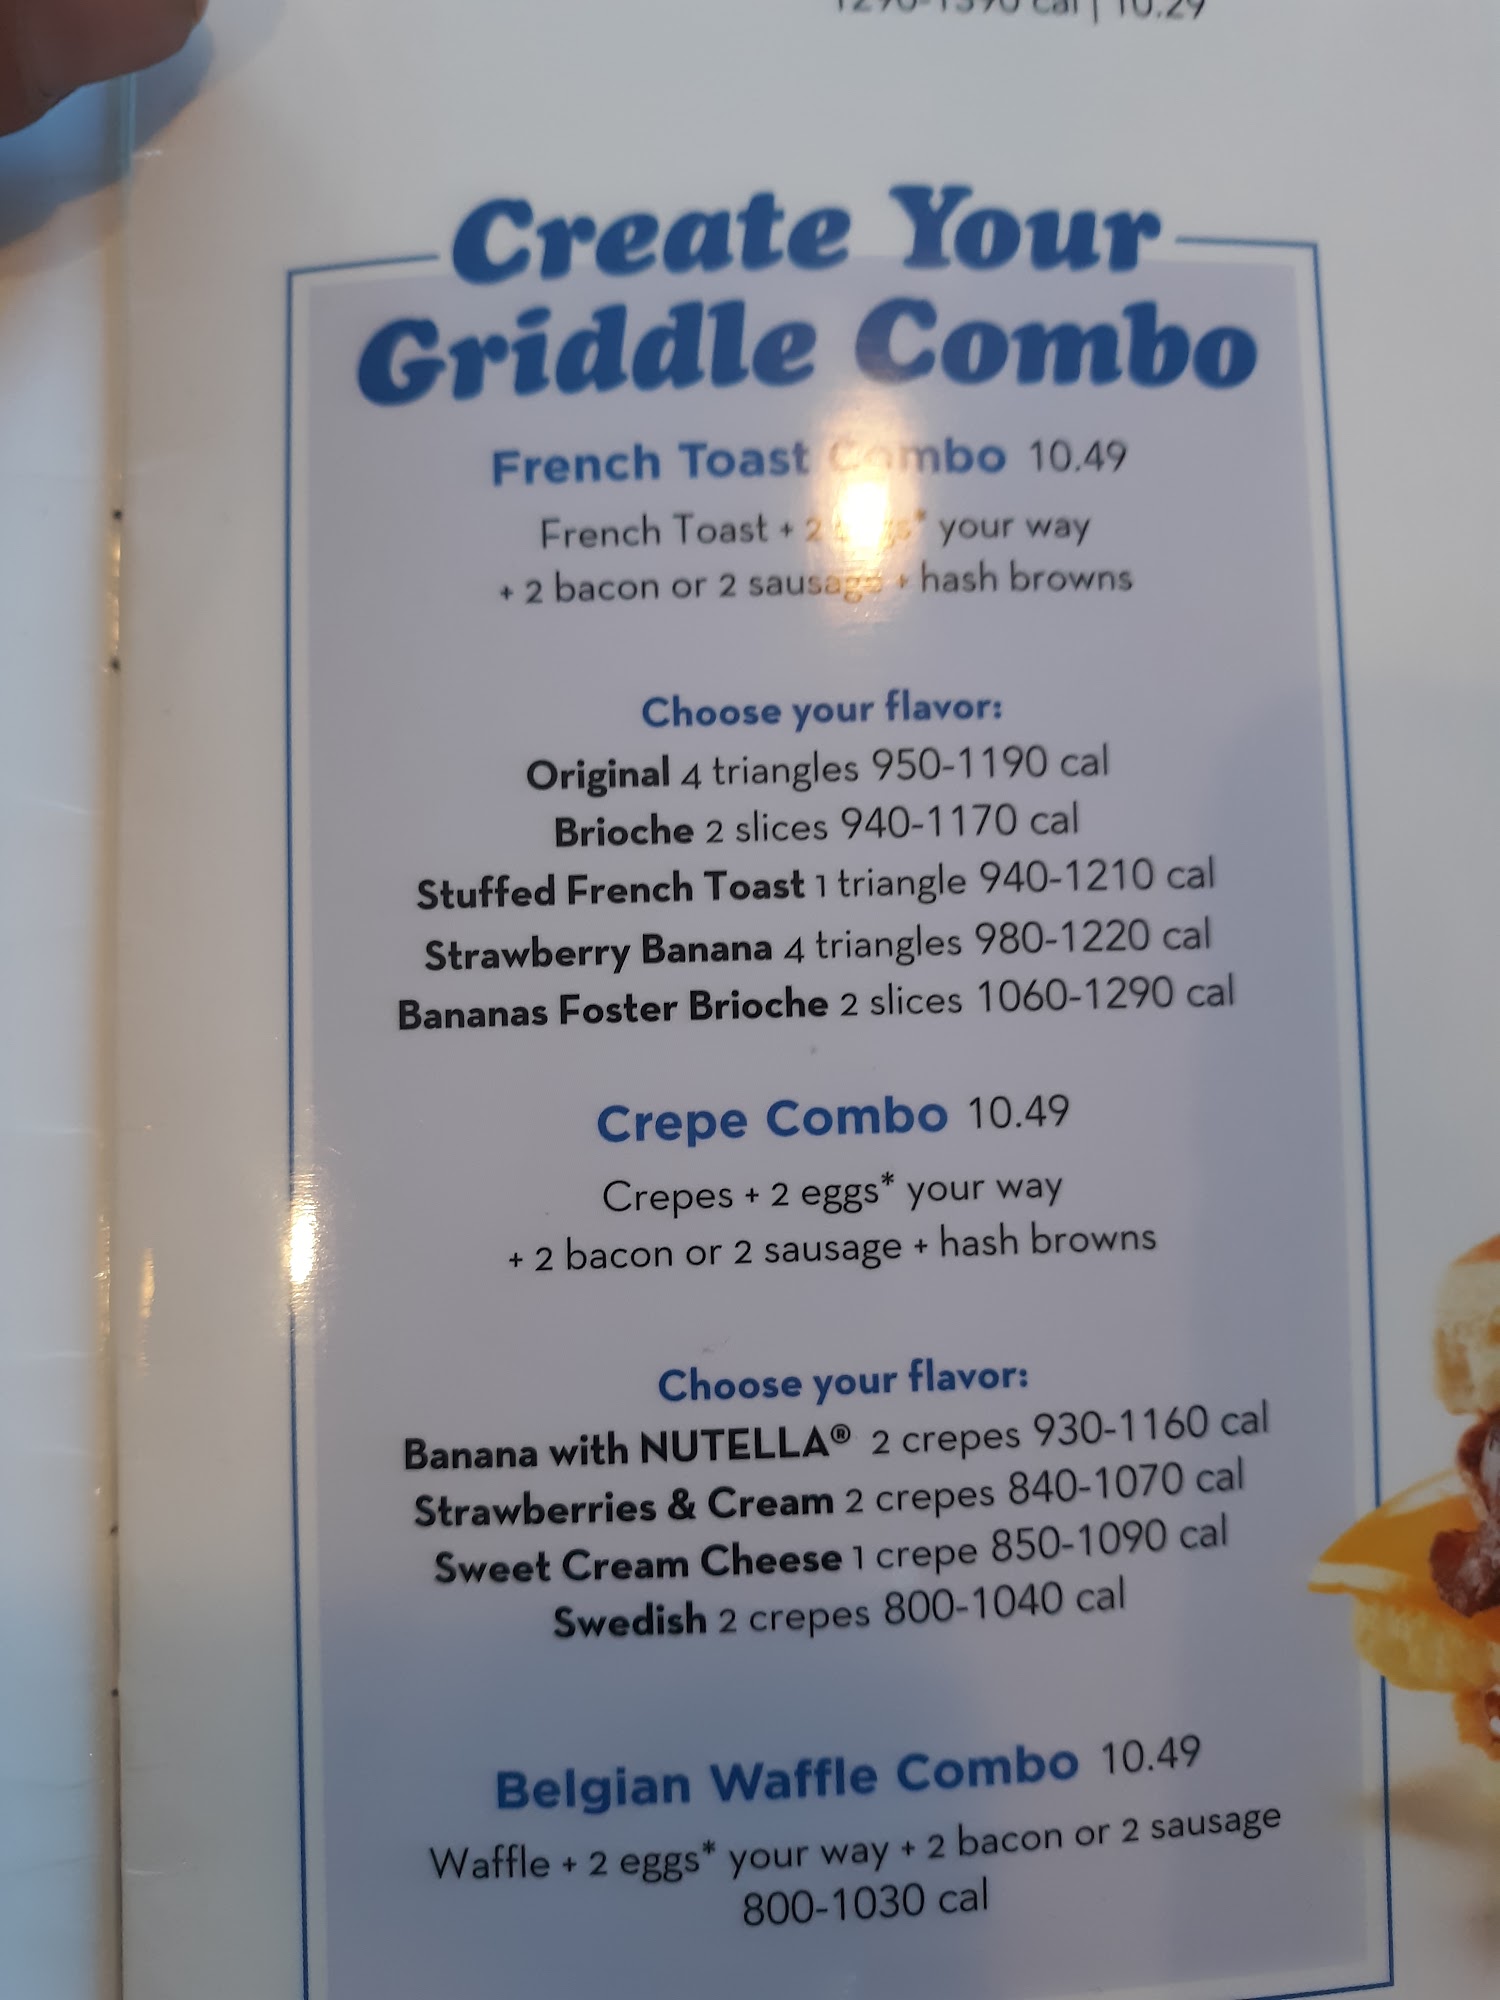 10.29
Create Your
Griddle Combo
French Toast Combo 10.49
French Toast + 2 eggs* your way
+ 2 bacon or 2 sausage + hash browns
Choose your flavor:
Original 4 triangles 950-1190 cal
Brioche 2 slices 940-1170 cal
Stuffed French Toast 1 triangle 940-1210 cal
Strawberry Banana 4 triangles 980-1220 cal
Bananas Foster Brioche 2 slices 1060-1290 cal
Crepe Combo 10.49
Crepes + 2 eggs* your way
+ 2 bacon or 2 sausage + hash browns
Choose your flavor:
Banana with NUTELLA® 2 crepes 930-1160 cal
Strawberries & Cream 2 crepes 840-1070 cal
Sweet Cream Cheese 1 crepe 850-1090 cal
Swedish 2 crepes 800-1040 cal
Belgian Waffle Combo 10.49
Waffle + 2 eggs* your way + 2 bacon or 2 sausage
800-1030 cal